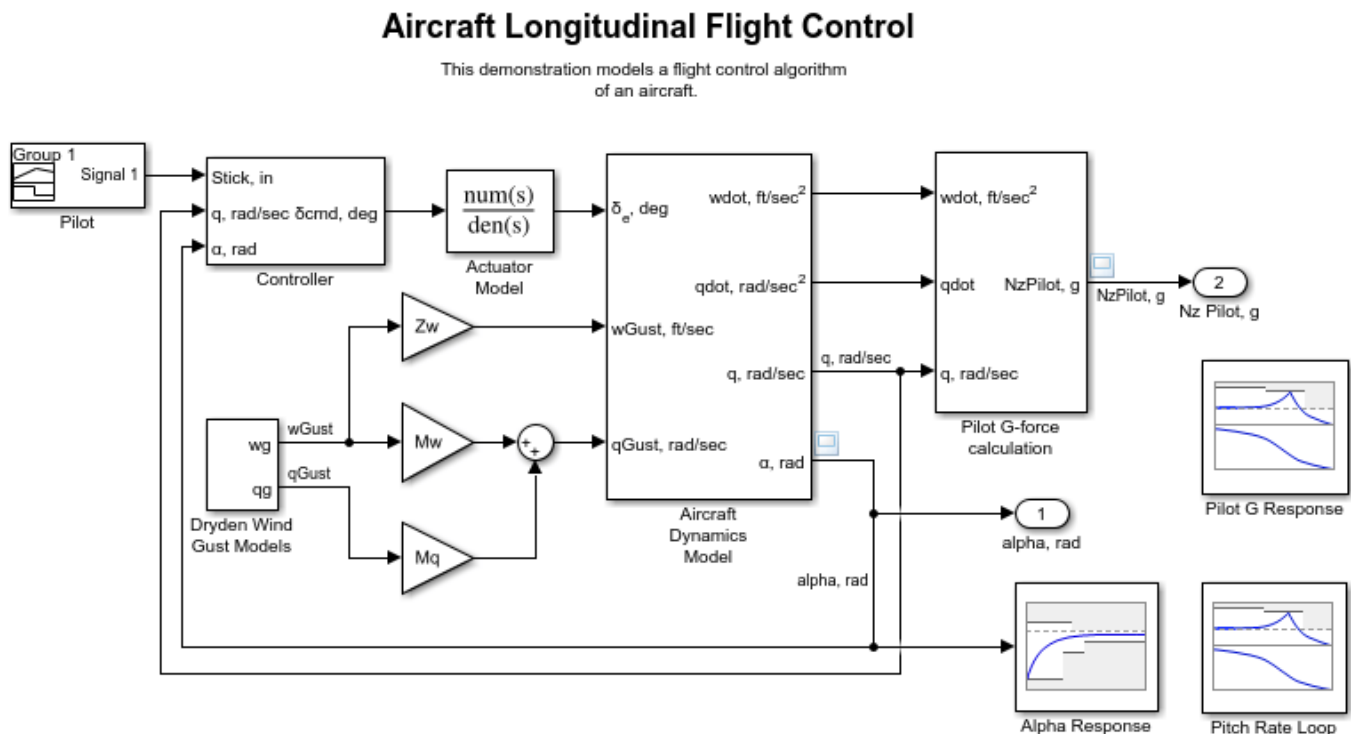 Aircraft Longitudinal Flight Control
This demonstration models a flight control algorithm
of an aircraft.
Group 1
Signal 1
Pilot
Stick, in
q, rad/sec δcmd, deg
α, rad
Controller
num(s)
den(s)
Actuator
Model
Zw
wg
qg
wGust
qGust
Dryden Wind
Gust Models
Mw
Mq
+
+
δe, deg
wGust, ft/sec
qGust, rad/sec
wdot, ft/sec²
qdot, rad/sec²
q, rad/sec
α, rad
Aircraft
Dynamics
Model
q, rad/sec
alpha, rad
wdot, ft/sec²
qdot
q, rad/sec
NzPilot, g
Pilot G-force
calculation
NzPilot, g
2
Nz Pilot, g
1
alpha, rad
Pilot G Response
Alpha Response
Pitch Rate Loop